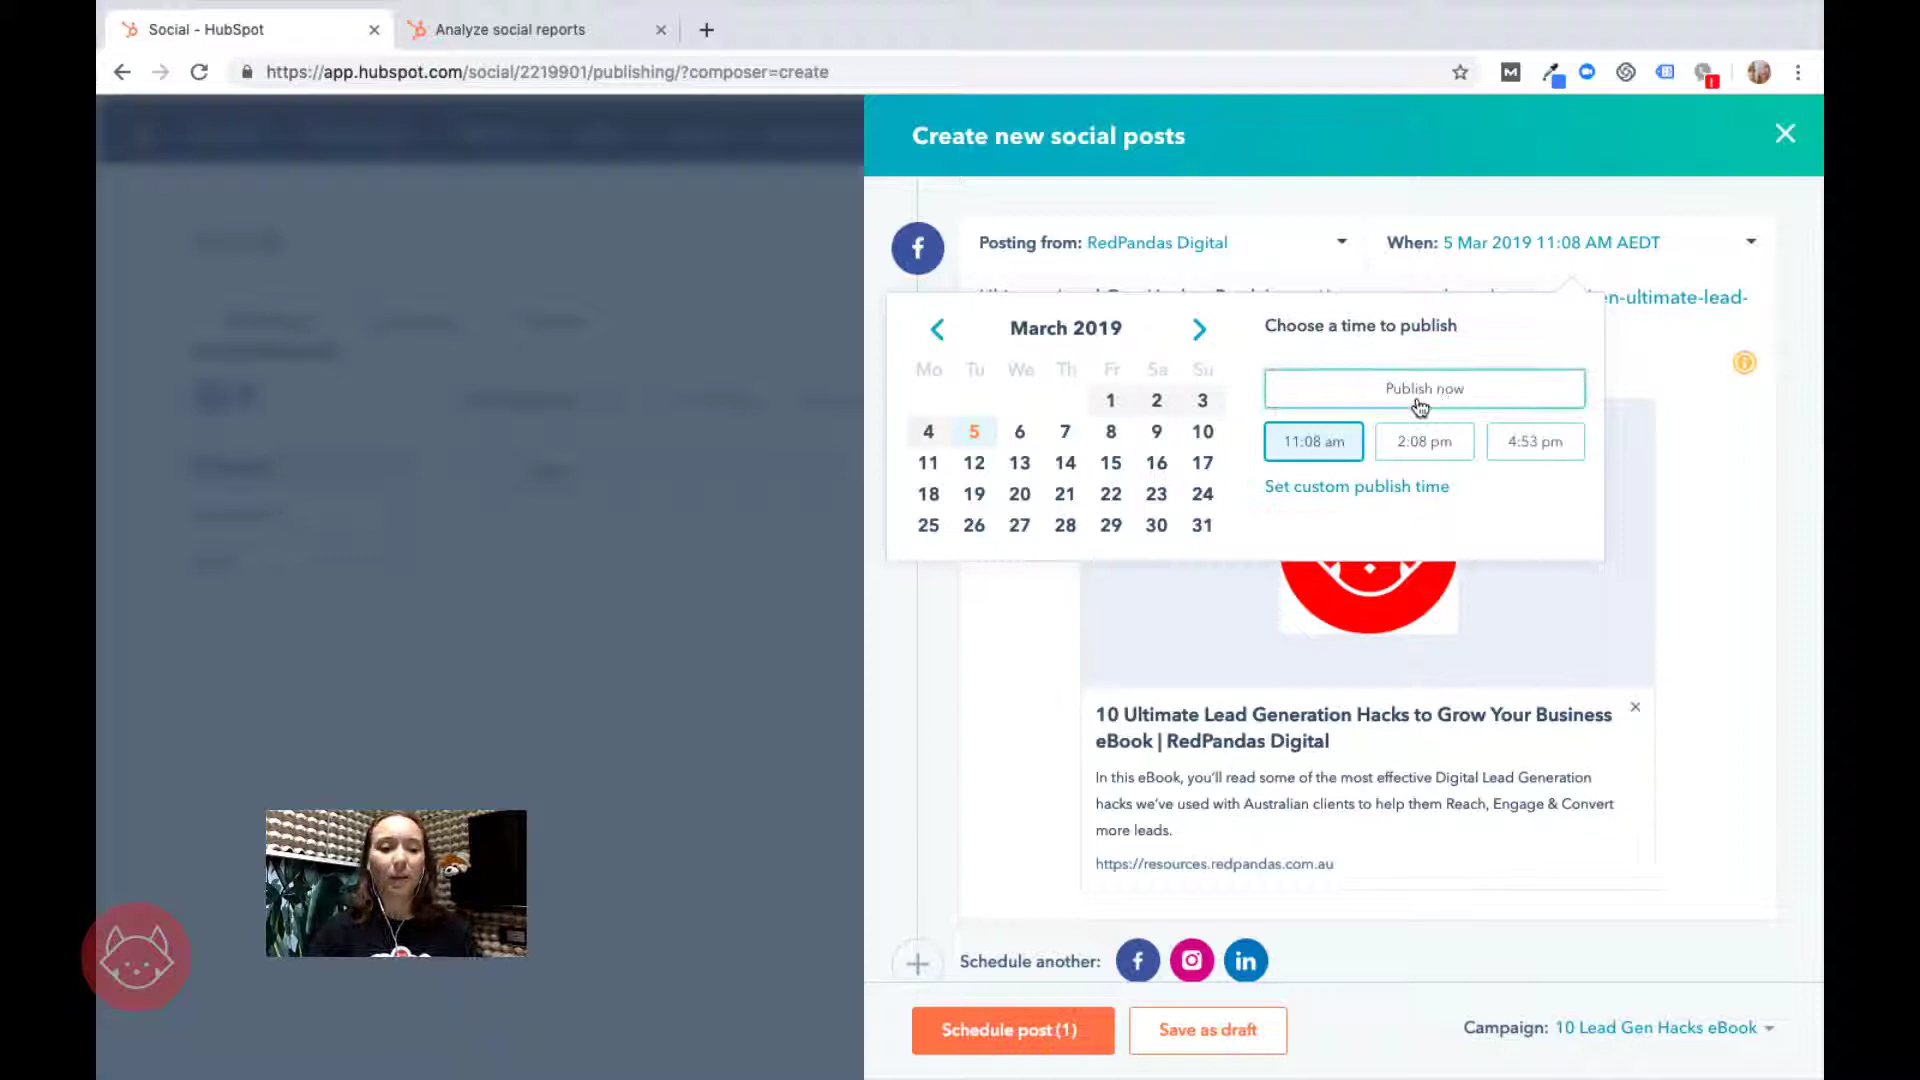 Social - HubSpot
Analyze social reports
https://app.hubspot.com/social/2219901/publishing/?composer=create
Create new social posts
Posting from: RedPandas Digital
When: 5 Mar 2019 11:08 AM AEDT
en-ultimate-lead-
March 2019
Mo Tu We Th Fr Sa Su
1 2 3
4 5 6 7 8 9 10
11 12 13 14 15 16 17
18 19 20 21 22 23 24
25 26 27 28 29 30 31
Choose a time to publish
Publish now
11:08 am 2:08 pm 4:53 pm
Set custom publish time
10 Ultimate Lead Generation Hacks to Grow Your Business
eBook | RedPandas Digital
In this eBook, you'll read some of the most effective Digital Lead Generation
hacks we've used with Australian clients to help them Reach, Engage & Convert
more leads.
https://resources.redpandas.com.au
Schedule another:
Schedule post (1)
Save as draft
Campaign: 10 Lead Gen Hacks eBook